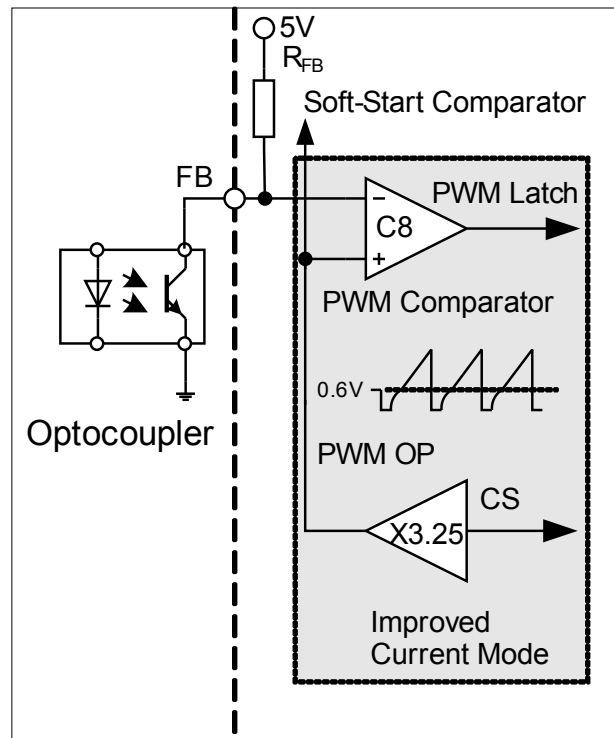 5V
RFB
Soft-Start Comparator
FB
PWM Latch
−
C8
+
PWM Comparator
0.6V
Optocoupler
PWM OP
CS
X3.25
Improved
Current Mode